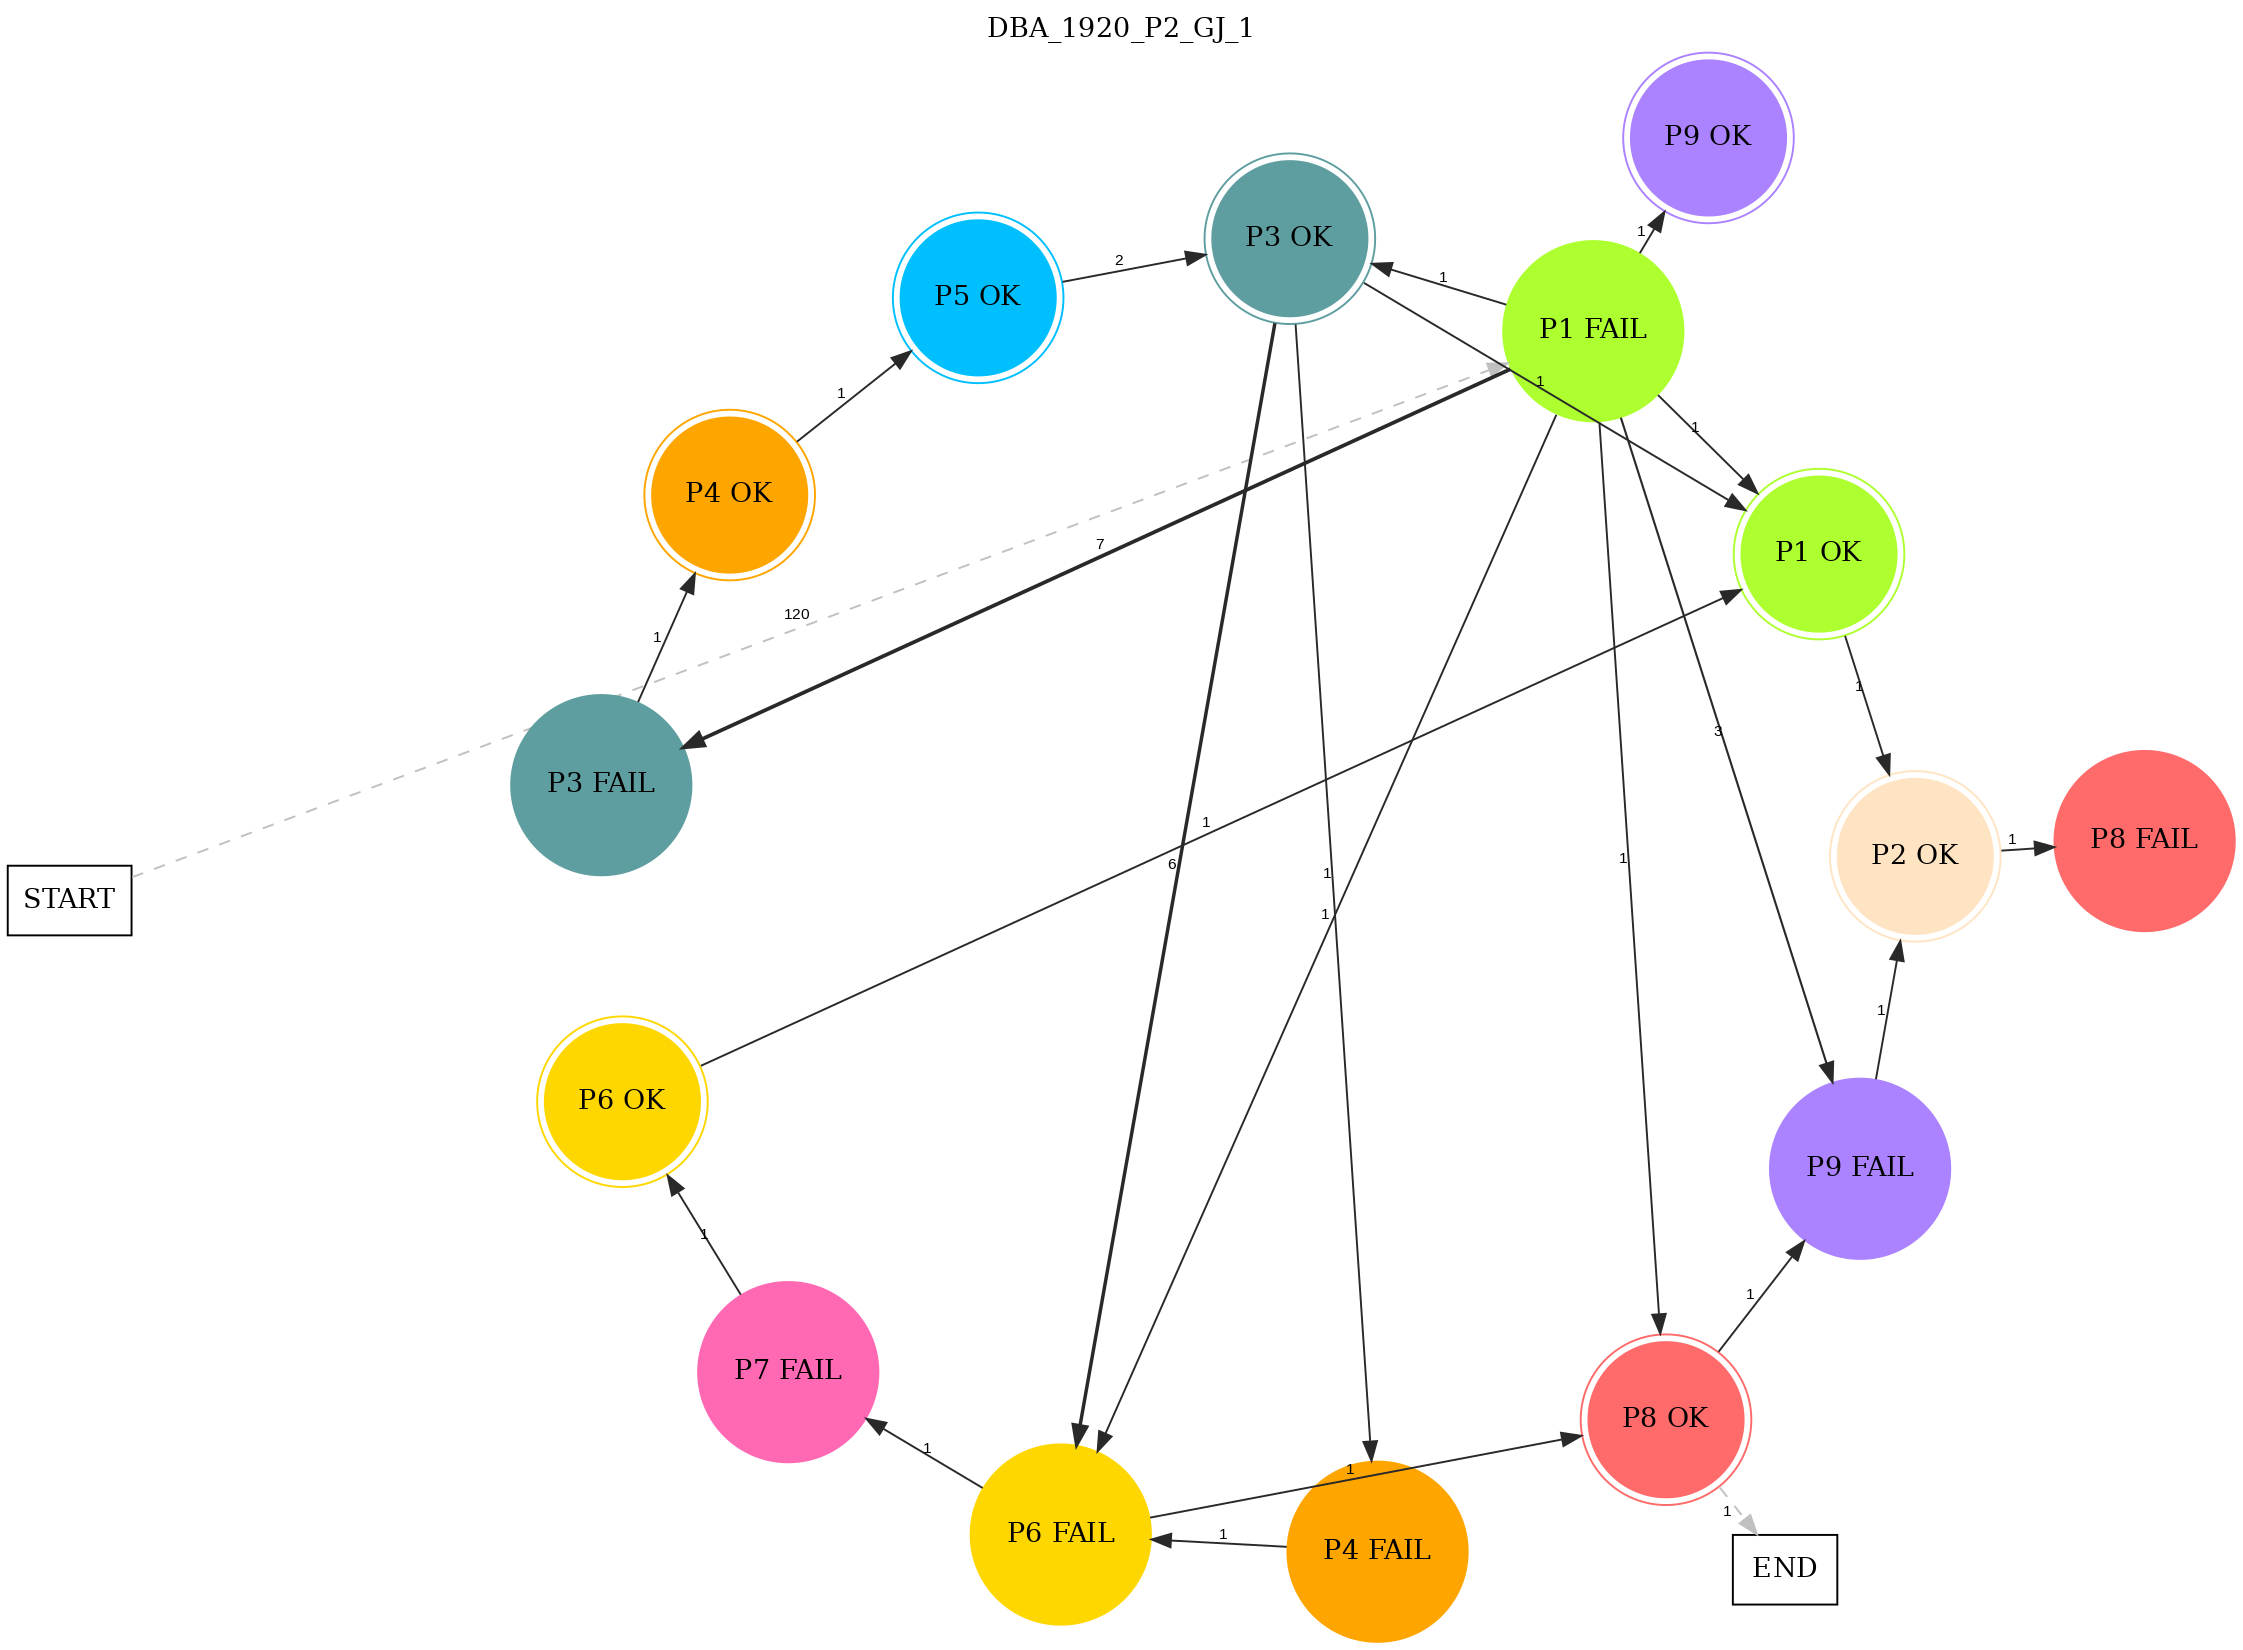 DBA_1920_P2_GJ_1
P9 OK
P3 OK
1
P5 OK
2
1
P1 FAIL
1
1
1
P4 OK
7
P1 OK
120
1
1
3
P3 FAIL
1
6
1
1
P2 OK
1
P8 FAIL
START
1
1
P6 OK
P9 FAIL
1
1
P7 FAIL
P8 OK
1
1
1
P6 FAIL
1
P4 FAIL
END